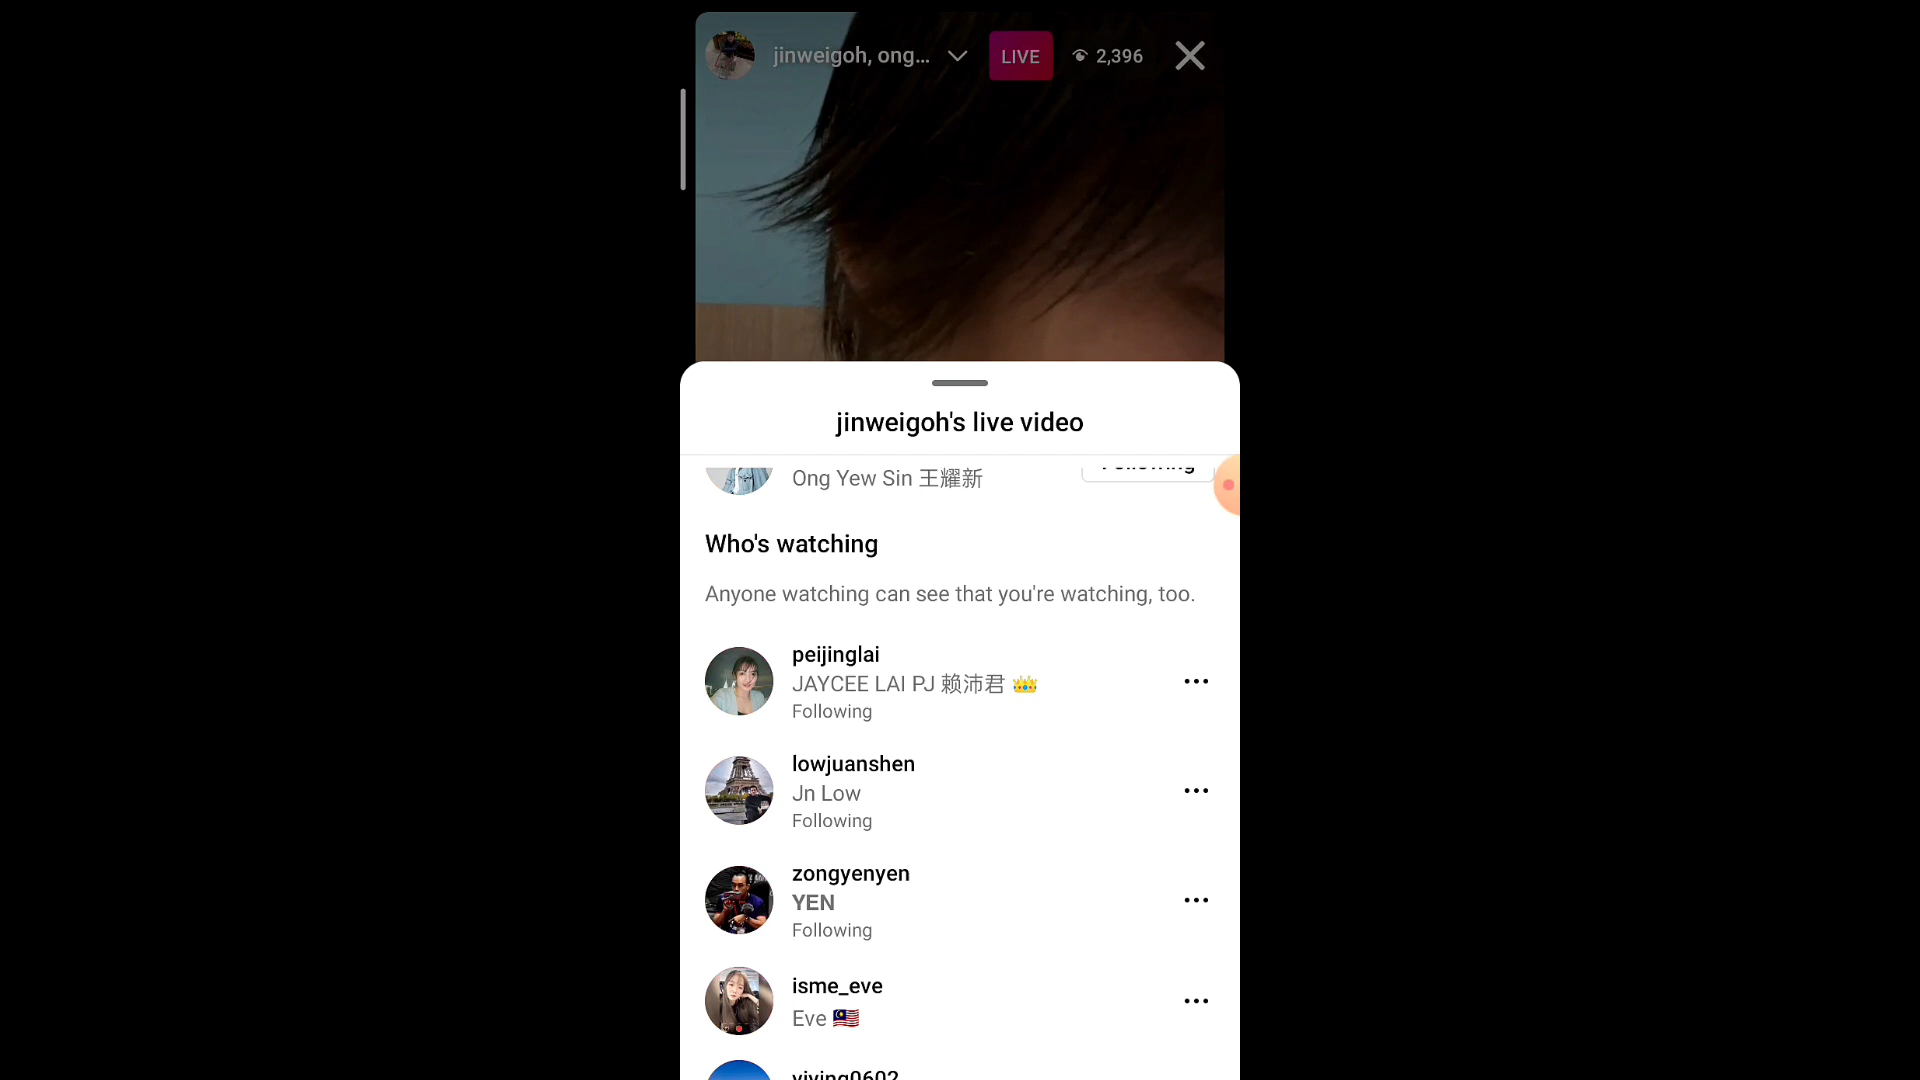 jinweigoh, ong...
LIVE
2,396
jinweigoh's live video
Following
Ong Yew Sin 王耀新
Who's watching
Anyone watching can see that you're watching, too.
peijinglai
JAYCEE LAI PJ 赖沛君 👑
Following
lowjuanshen
Jn Low
Following
zongyenyen
YEN
Following
isme_eve
Eve 🇲🇾
yiying0602